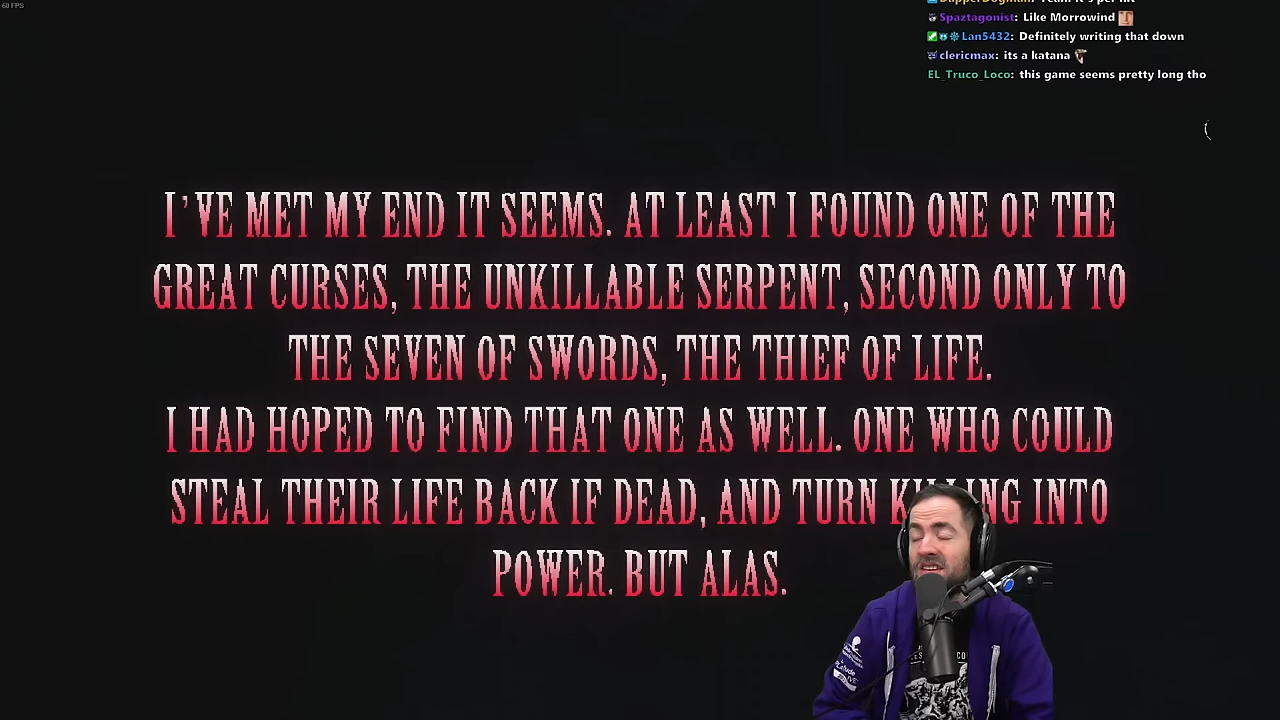 60 FPS
Spaztagonist: Like Morrowind
Lan5432: Definitely writing that down
clericmax: its a katana
EL_Truco_Loco: this game seems pretty long tho
I'VE MET MY END IT SEEMS. AT LEAST I FOUND ONE OF THE
GREAT CURSES, THE UNKILLABLE SERPENT, SECOND ONLY TO
THE SEVEN OF SWORDS, THE THIEF OF LIFE.
I HAD HOPED TO FIND THAT ONE AS WELL. ONE WHO COULD
STEAL THEIR LIFE BACK IF DEAD, AND TURN KILLING INTO
POWER. BUT ALAS.